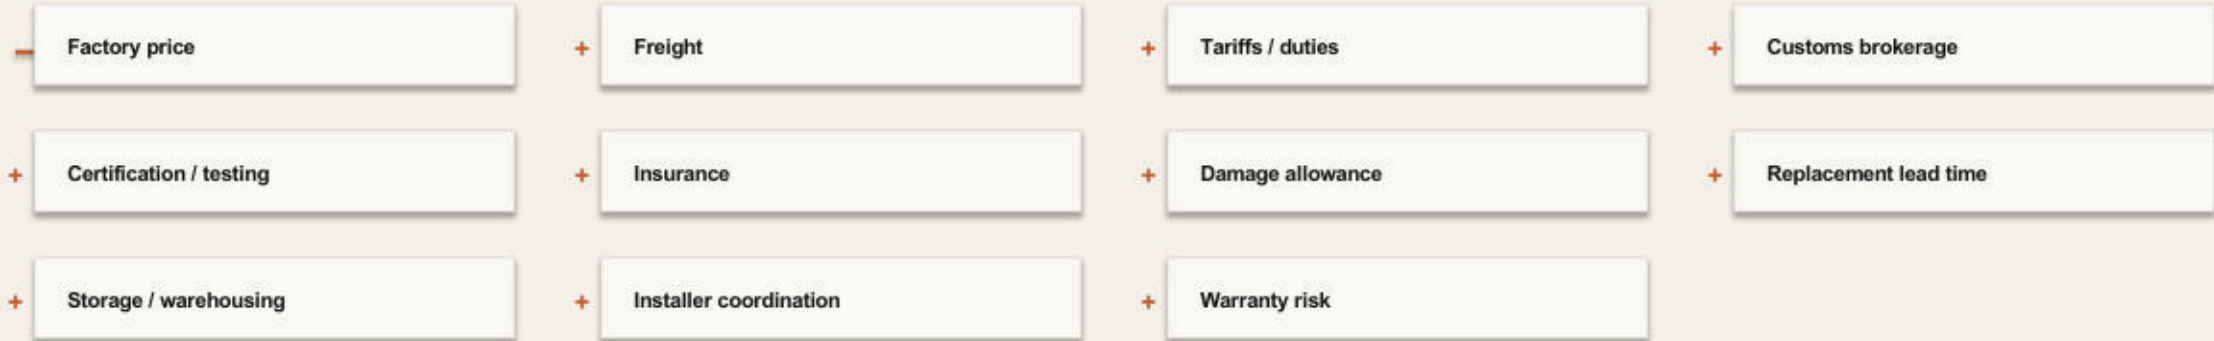 Factory price + Freight + Tariffs / duties + Customs brokerage
+ Certification / testing + Insurance + Damage allowance + Replacement lead time
+ Storage / warehousing + Installer coordination + Warranty risk